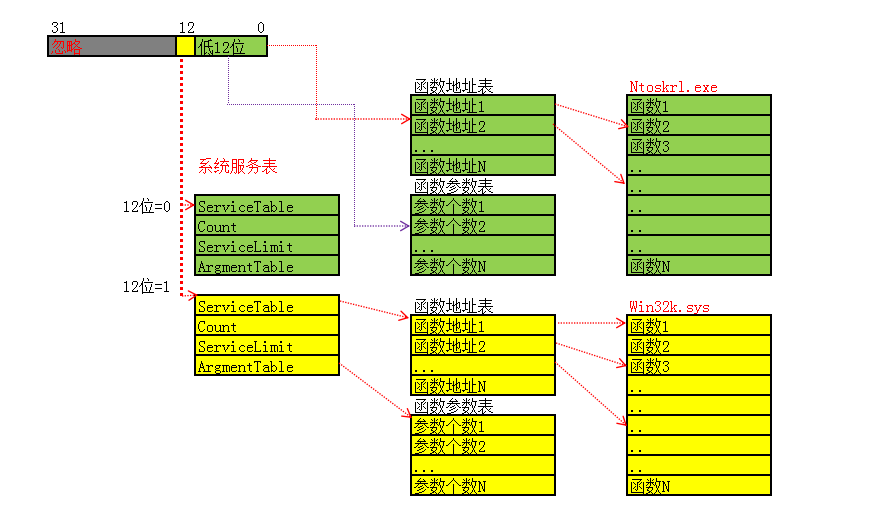 31 12 0
忽略 低12位
函数地址表
函数地址1
函数地址2
...
函数地址N
函数参数表
参数个数1
参数个数2
...
参数个数N
Ntoskrl.exe
函数1
函数2
函数3
..
..
..
..
..
函数N
系统服务表
12位=0
ServiceTable
Count
ServiceLimit
ArgmentTable
12位=1
ServiceTable
Count
ServiceLimit
ArgmentTable
函数地址表
函数地址1
函数地址2
...
函数地址N
函数参数表
参数个数1
参数个数2
...
参数个数N
Win32k.sys
函数1
函数2
函数3
..
..
..
..
..
函数N